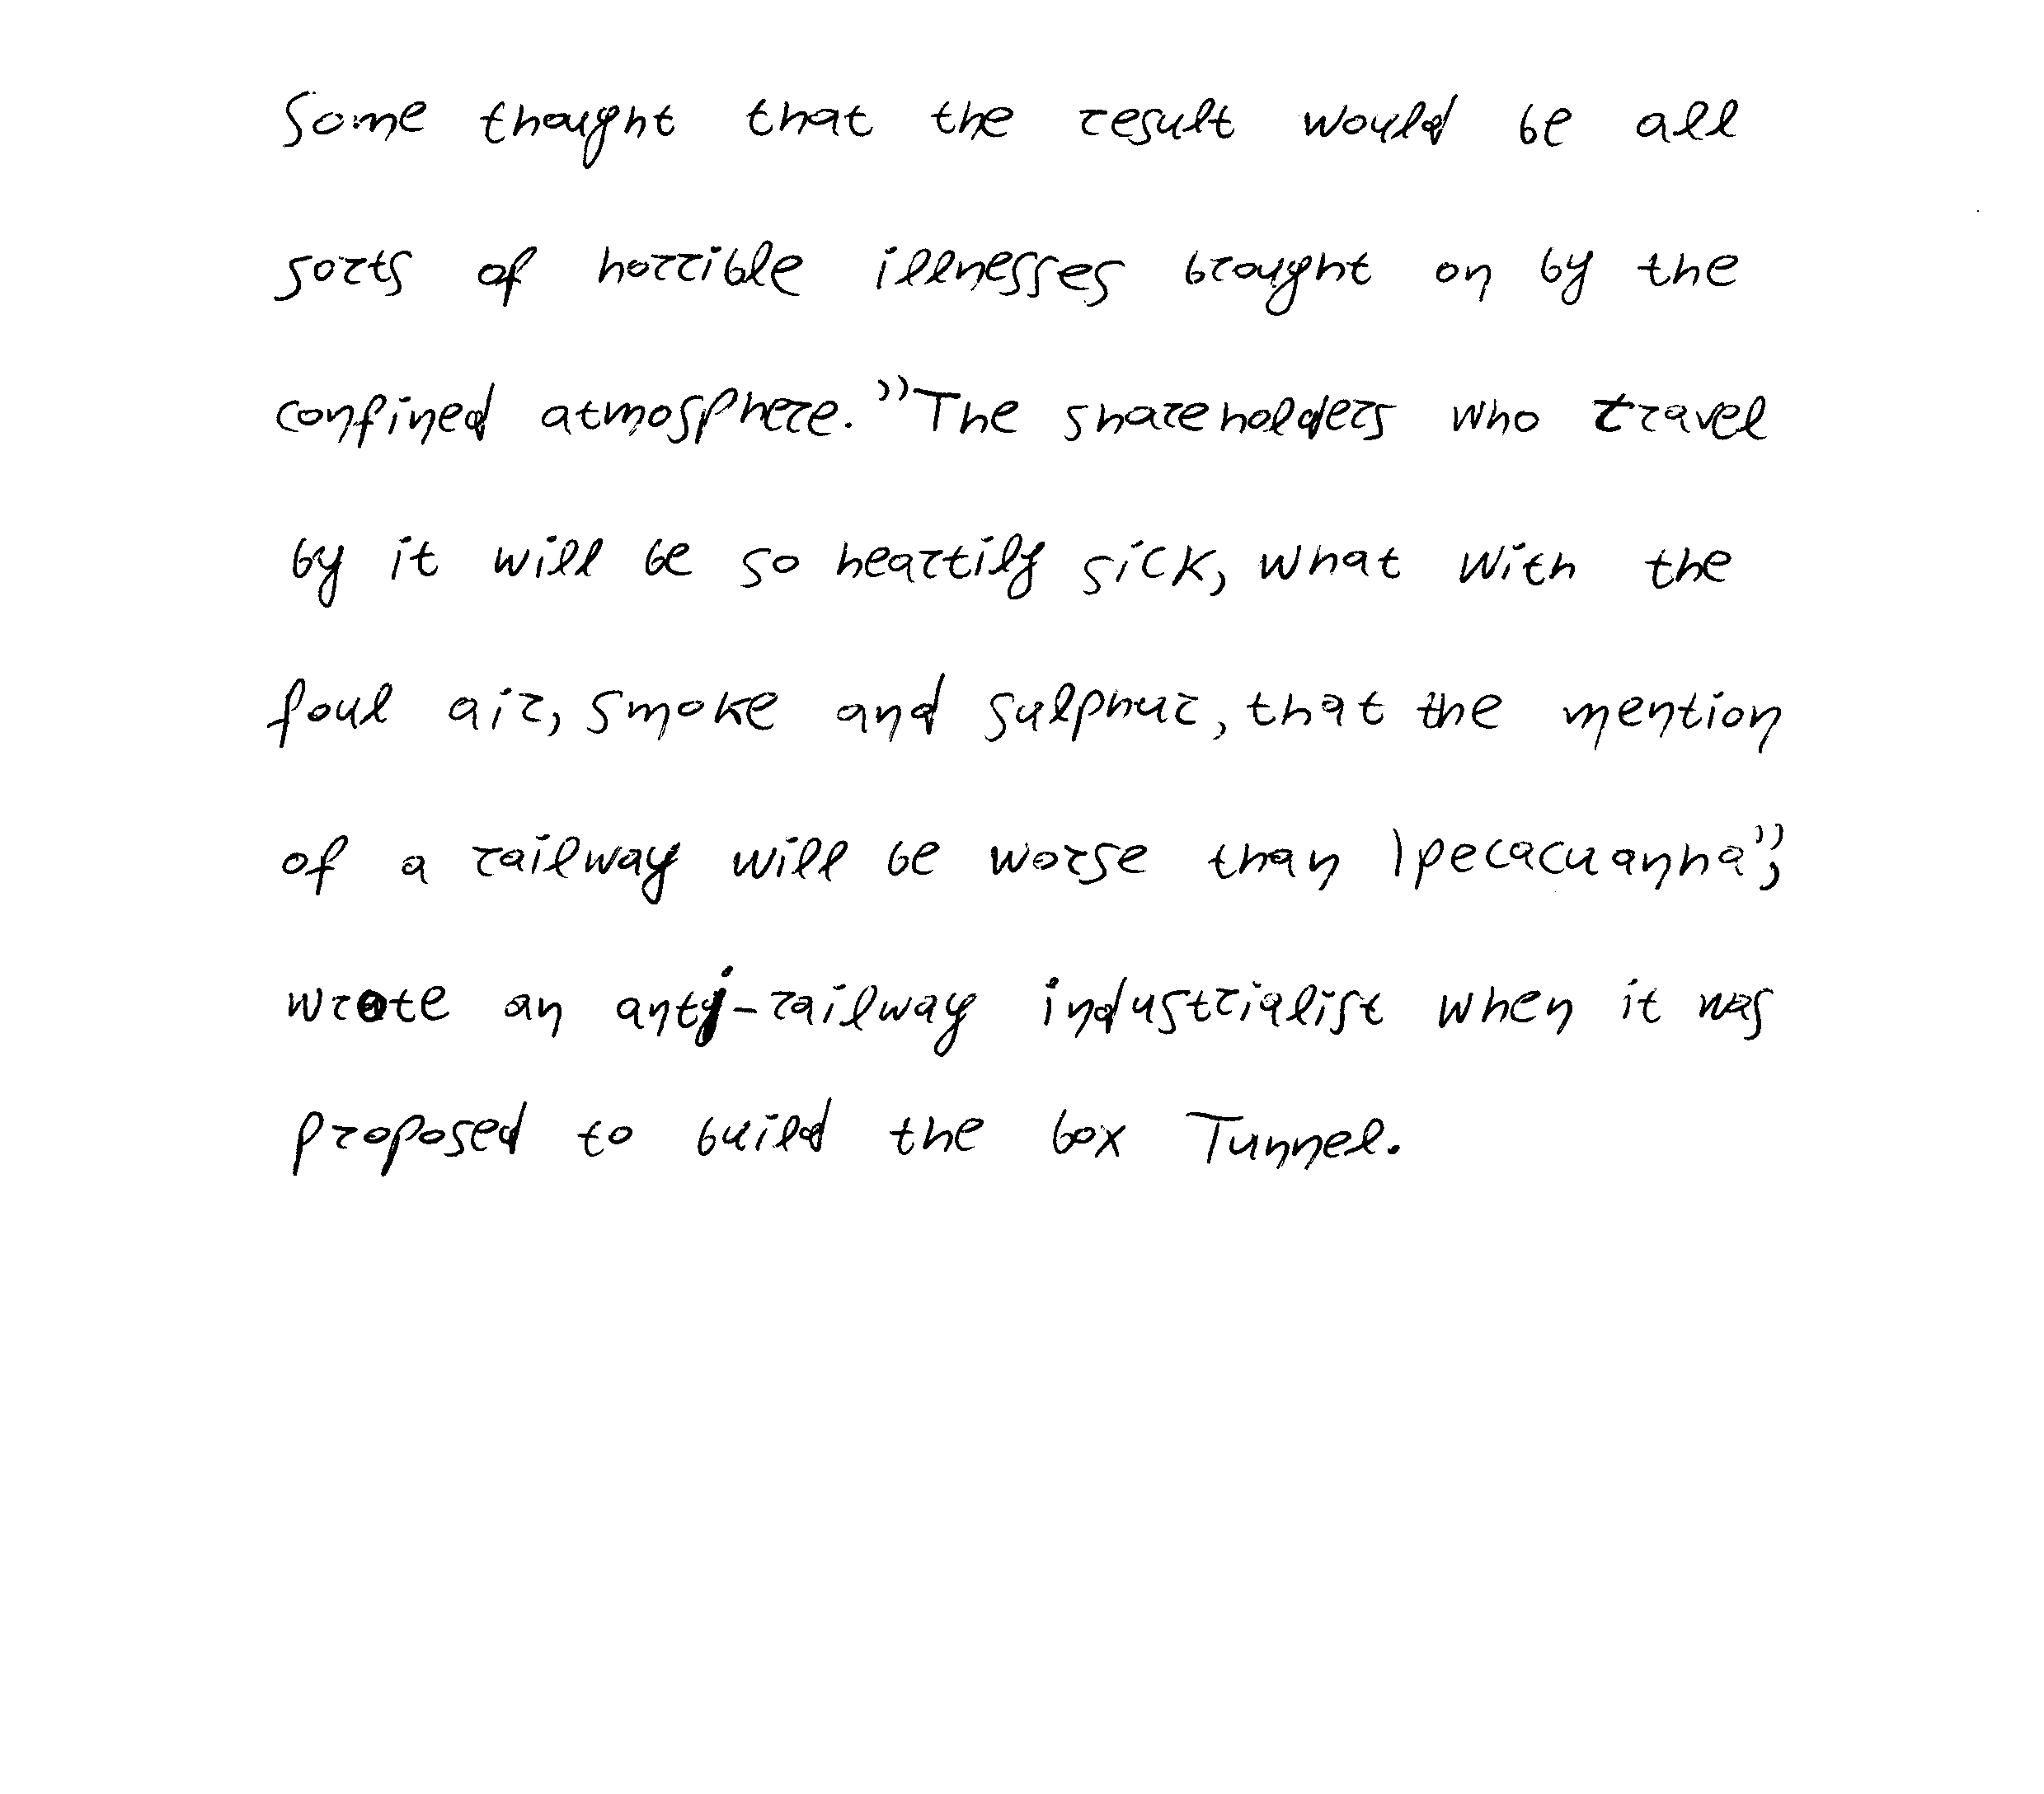 Some thought that the result would be all
sorts of horrible illnesses brought on by the
confined atmosphere. "The shareholders who travel
by it will be so heartily sick, what with the
foul air, smoke and sulphur, that the mention
of a railway will be worse than Ipecacuanha",
wrote an anti-railway industrialist when it was
proposed to build the box Tunnel.